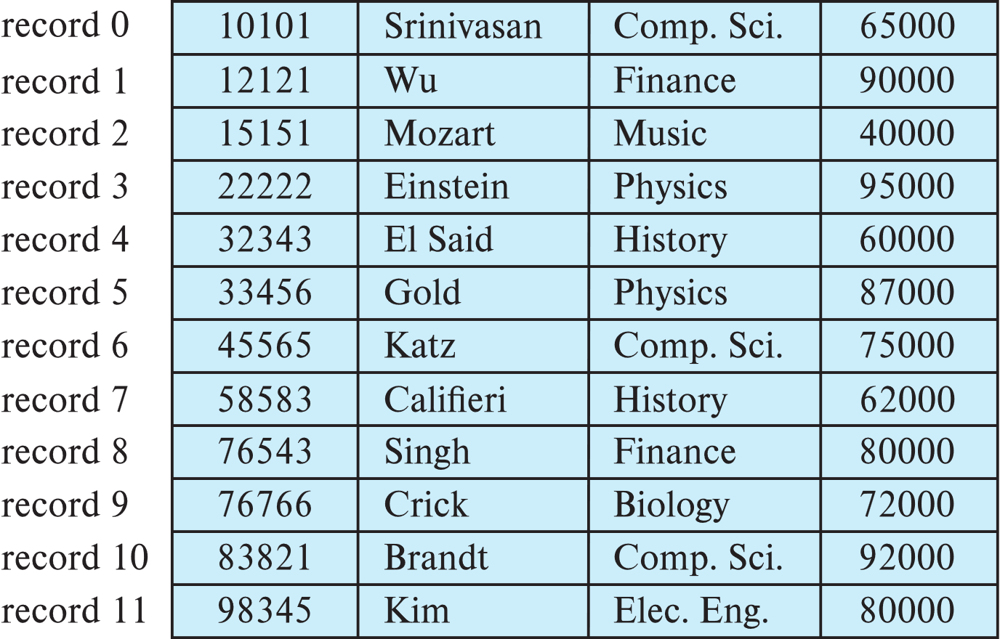 record 0 10101 Srinivasan Comp. Sci. 65000
record 1 12121 Wu Finance 90000
record 2 15151 Mozart Music 40000
record 3 22222 Einstein Physics 95000
record 4 32343 El Said History 60000
record 5 33456 Gold Physics 87000
record 6 45565 Katz Comp. Sci. 75000
record 7 58583 Califieri History 62000
record 8 76543 Singh Finance 80000
record 9 76766 Crick Biology 72000
record 10 83821 Brandt Comp. Sci. 92000
record 11 98345 Kim Elec. Eng. 80000